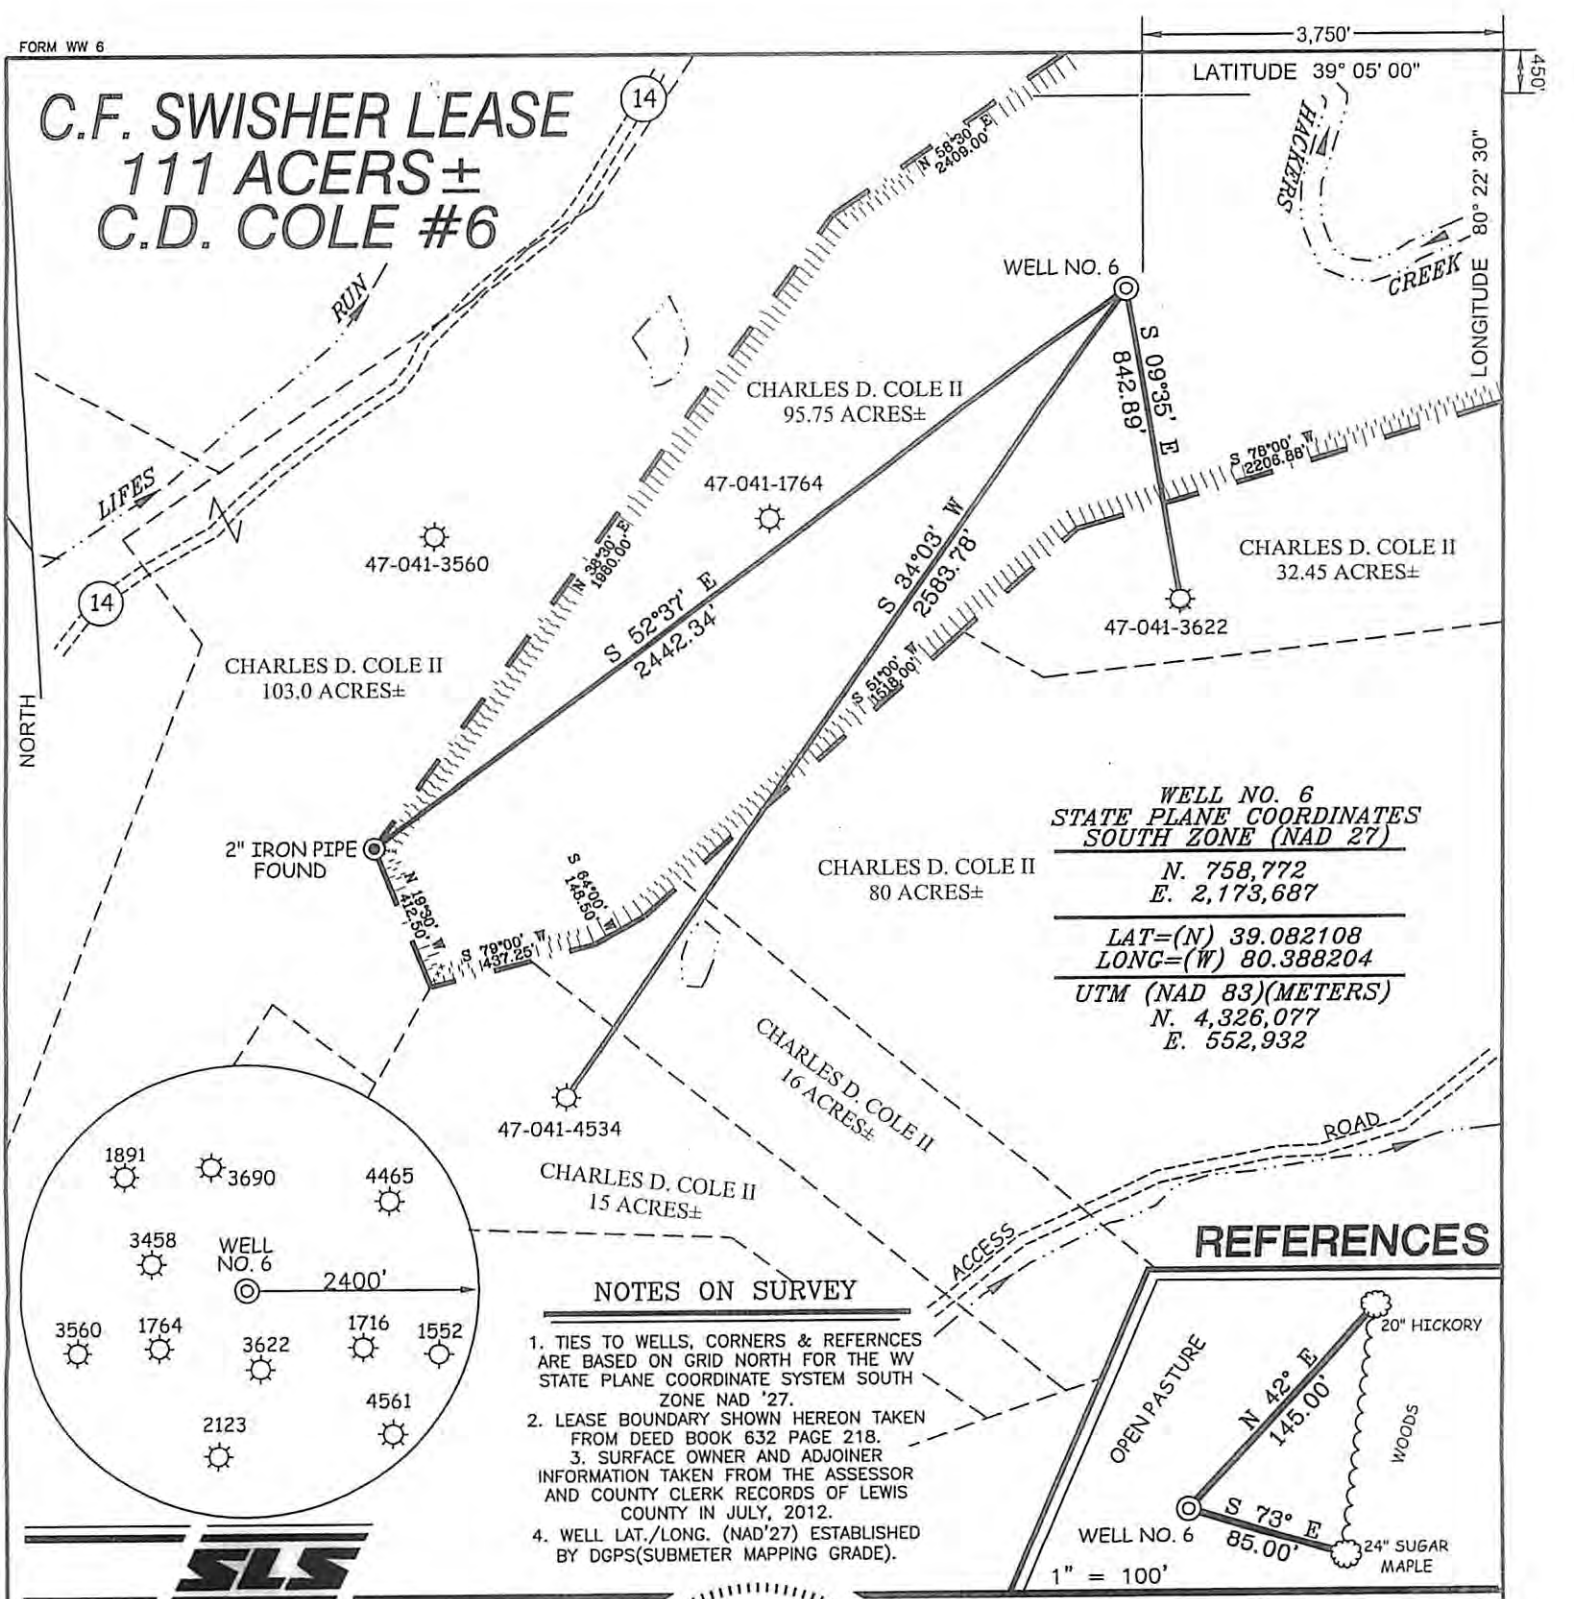 FORM WW 6
3,750'
450'
LATITUDE 39° 05' 00"
LONGITUDE 80° 22' 30"
C.F. SWISHER LEASE
111 ACERS±
C.D. COLE #6
14
RUN
LIFES
14
NORTH
N 58°30' E
2409.00'
HACKERS
CREEK
WELL NO. 6
S 09°35' E
842.89'
CHARLES D. COLE II
95.75 ACRES±
47-041-1764
47-041-3560
N 38°30' E
1980.00'
S 78°00' W
2206.88'
CHARLES D. COLE II
32.45 ACRES±
47-041-3622
S 34°03' W
2583.78'
S 52°37' E
2442.34'
CHARLES D. COLE II
103.0 ACRES±
S 51°00' W
1518.00'
2" IRON PIPE
FOUND
N 19°30' W
412.50'
S 64°00' W
148.50'
S 79°00' W
437.25'
CHARLES D. COLE II
80 ACRES±
WELL NO. 6
STATE PLANE COORDINATES
SOUTH ZONE (NAD 27)
N. 758,772
E. 2,173,687
LAT=(N) 39.082108
LONG=(W) 80.388204
UTM (NAD 83)(METERS)
N. 4,326,077
E. 552,932
CHARLES D. COLE II
16 ACRES±
47-041-4534
CHARLES D. COLE II
15 ACRES±
ACCESS
ROAD
1891
3690
4465
3458
WELL
NO. 6
2400'
3560
1764
3622
1716
1552
4561
2123
NOTES ON SURVEY
1. TIES TO WELLS, CORNERS & REFERNCES
ARE BASED ON GRID NORTH FOR THE WV
STATE PLANE COORDINATE SYSTEM SOUTH
ZONE NAD '27.
2. LEASE BOUNDARY SHOWN HEREON TAKEN
FROM DEED BOOK 632 PAGE 218.
3. SURFACE OWNER AND ADJOINER
INFORMATION TAKEN FROM THE ASSESSOR
AND COUNTY CLERK RECORDS OF LEWIS
COUNTY IN JULY, 2012.
4. WELL LAT./LONG. (NAD'27) ESTABLISHED
BY DGPS(SUBMETER MAPPING GRADE).
REFERENCES
20" HICKORY
OPEN PASTURE
N 42° E
145.00'
WOODS
WELL NO. 6
S 73° E
85.00'
24" SUGAR
MAPLE
1" = 100'
SLS